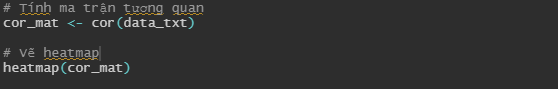 # Tính ma trận tương quan
cor_mat <- cor(data_txt)
# Vẽ heatmap
heatmap(cor_mat)